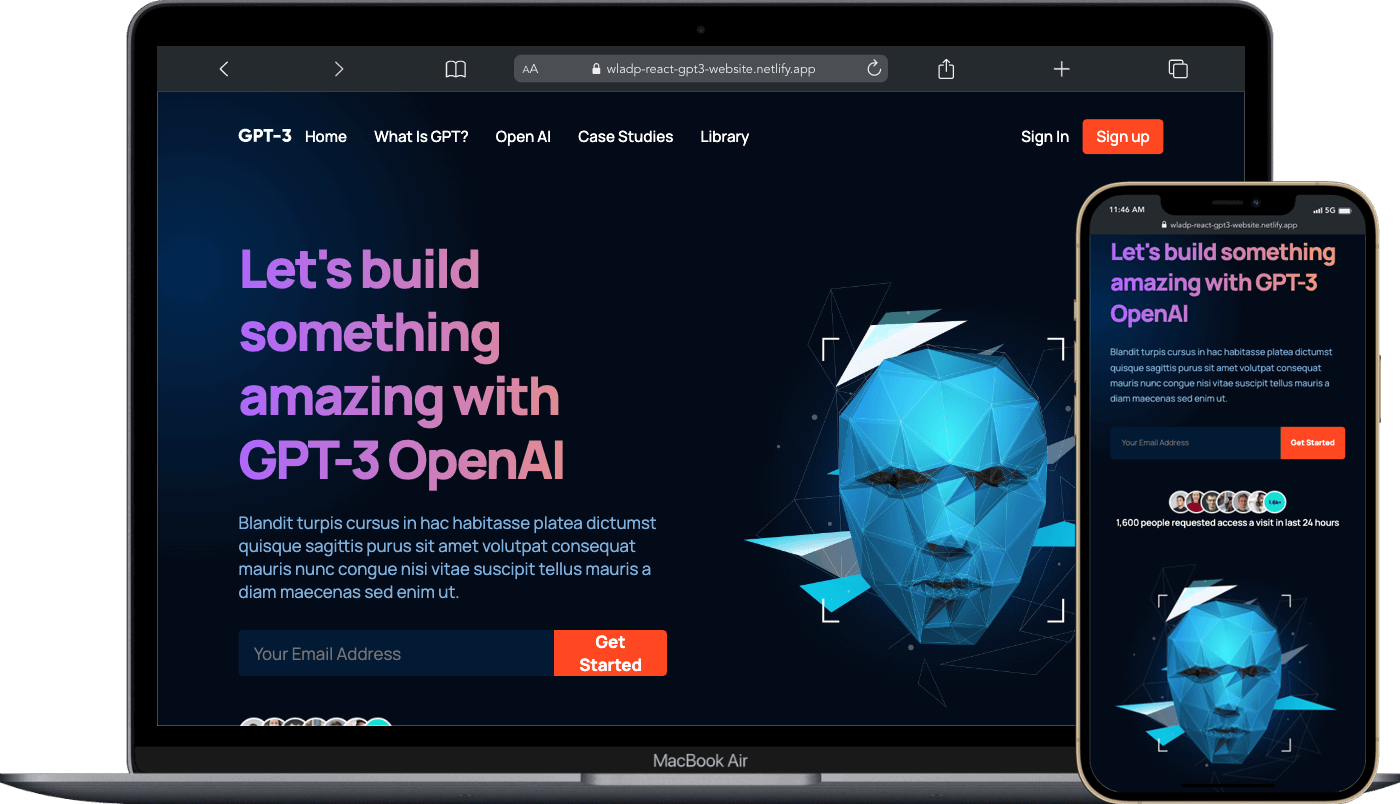 AA wladp-react-gpt3-website.netlify.app
GPT-3 Home What Is GPT? Open AI Case Studies Library Sign In Sign up
Let's build
something
amazing with
GPT-3 OpenAI
Blandit turpis cursus in hac habitasse platea dictumst
quisque sagittis purus sit amet volutpat consequat
mauris nunc congue nisi vitae suscipit tellus mauris a
diam maecenas sed enim ut.
Your Email Address
Get
Started
MacBook Air
11:46 AM 5G
wladp-react-gpt3-website.netlify.app
Let's build something
amazing with GPT-3
OpenAI
Blandit turpis cursus in hac habitasse platea dictumst
quisque sagittis purus sit amet volutpat consequat
mauris nunc congue nisi vitae suscipit tellus mauris a
diam maecenas sed enim ut.
Your Email Address Get Started
1.6k+
1,600 people requested access a visit in last 24 hours